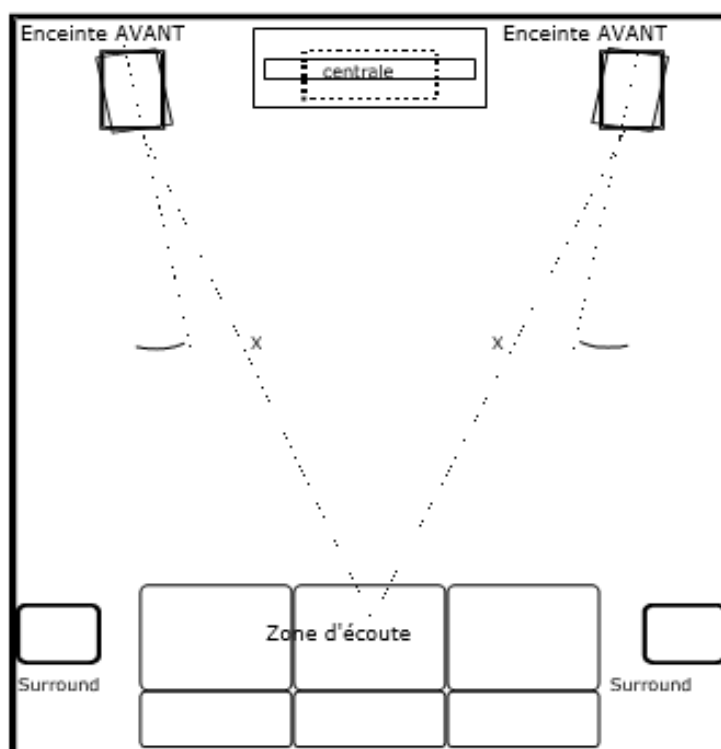 Enceinte AVANT
Enceinte AVANT
centrale
X
X
Zone d'écoute
Surround
Surround